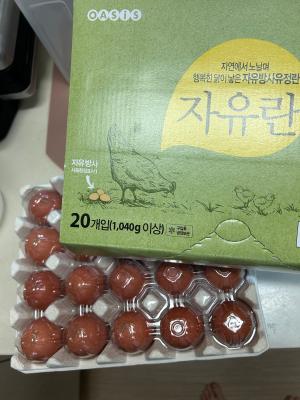 OASIS
자연에서 노닐며
행복한 닭이 낳은 자유방사유정란
자유란
자유 방사
20개입(1,040g 이상)